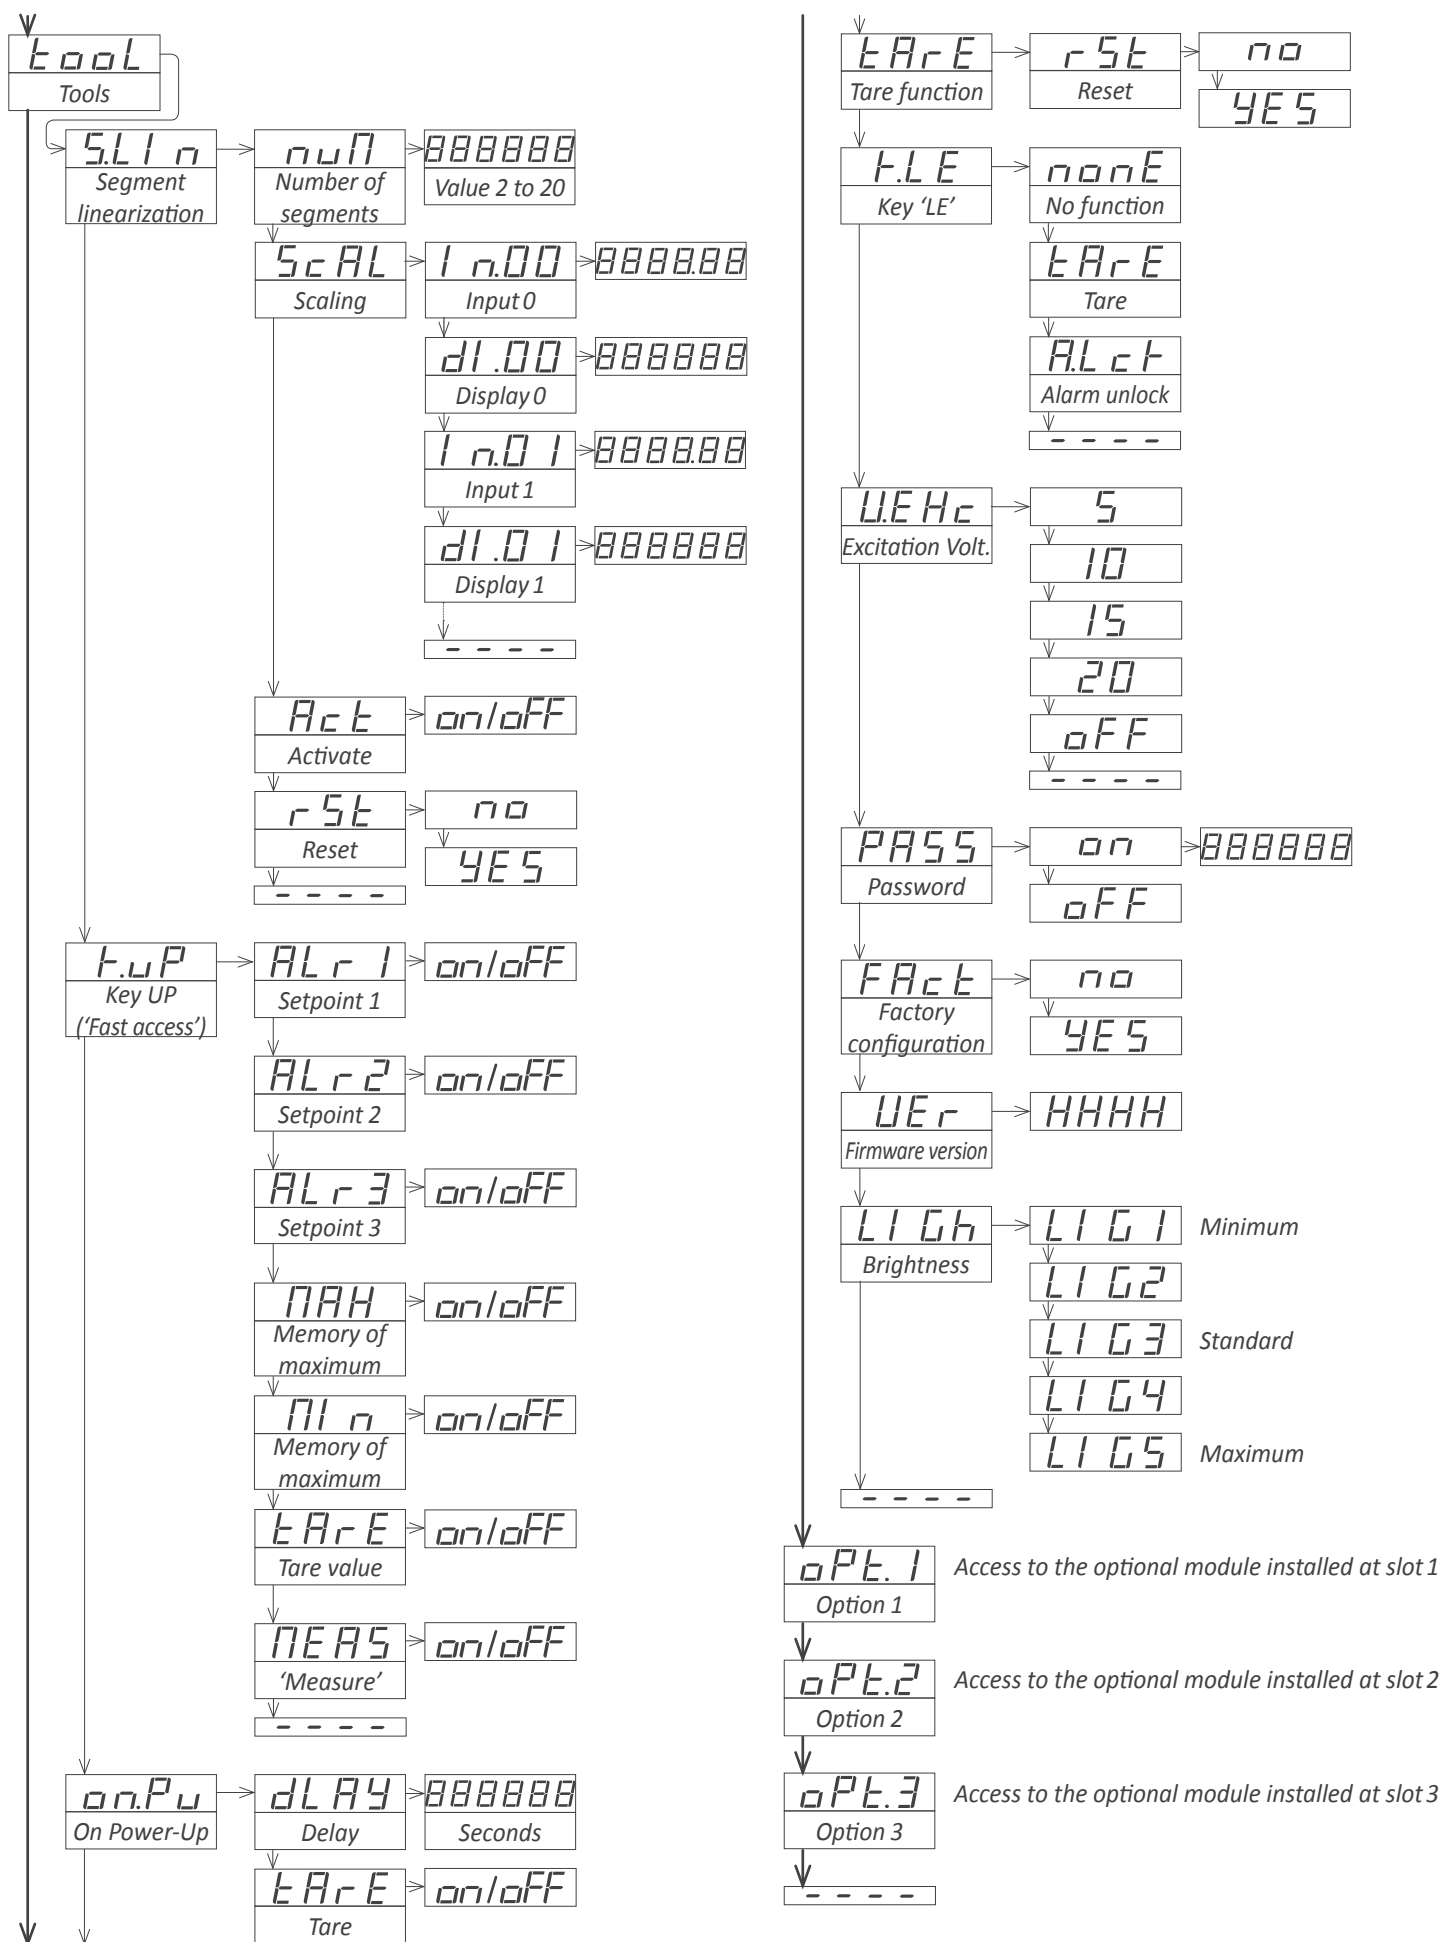 tooL
Tools
S.LIn
Segment
linearization
nuM
Number of
segments
888888
Value 2 to 20
ScAL
Scaling
In.00
Input 0
8888.88
dI.00
Display 0
888888
In.01
Input 1
8888.88
dI.01
Display 1
888888
----
Act
Activate
on/oFF
rSt
Reset
no
YES
----
k.uP
Key UP
(‘Fast access’)
ALr1
Setpoint 1
on/oFF
ALr2
Setpoint 2
on/oFF
ALr3
Setpoint 3
on/oFF
MAH
Memory of
maximum
on/oFF
MIn
Memory of
maximum
on/oFF
tArE
Tare value
on/oFF
MEAS
‘Measure’
on/oFF
----
on.Pu
On Power-Up
dLAY
Delay
888888
Seconds
tArE
Tare
on/oFF
tArE
Tare function
rSt
Reset
no
YES
k.LE
Key ‘LE’
nonE
No function
tArE
Tare
A.Lck
Alarm unlock
----
U.EHc
Excitation Volt.
5
10
15
20
oFF
----
PASS
Password
on
888888
oFF
FAct
Factory
configuration
no
YES
VEr
Firmware version
HHHH
LIGh
Brightness
LIG1
Minimum
LIG2
LIG3
Standard
LIG4
LIG5
Maximum
----
oPt.1
Option 1
Access to the optional module installed at slot 1
oPt.2
Option 2
Access to the optional module installed at slot 2
oPt.3
Option 3
Access to the optional module installed at slot 3
----